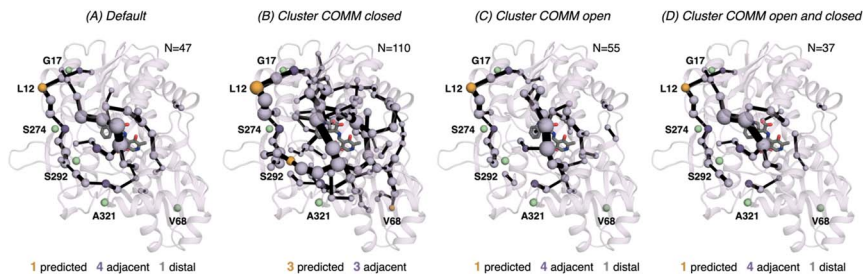 (A) Default
N=47
G17
L12
S274
S292
A321
V68
1 predicted 4 adjacent 1 distal
(B) Cluster COMM closed
N=110
G17
L12
S274
S292
A321
V68
3 predicted 3 adjacent
(C) Cluster COMM open
N=55
G17
L12
S274
S292
A321
V68
1 predicted 4 adjacent 1 distal
(D) Cluster COMM open and closed
N=37
G17
L12
S274
S292
A321
V68
1 predicted 4 adjacent 1 distal